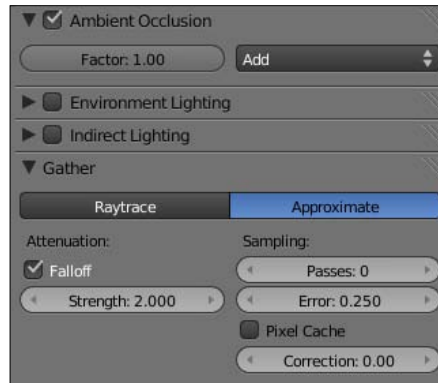 Ambient Occlusion
Factor: 1.00 Add
Environment Lighting
Indirect Lighting
Gather
Raytrace Approximate
Attenuation: Sampling:
Falloff Passes: 0
Strength: 2.000 Error: 0.250
Pixel Cache
Correction: 0.00